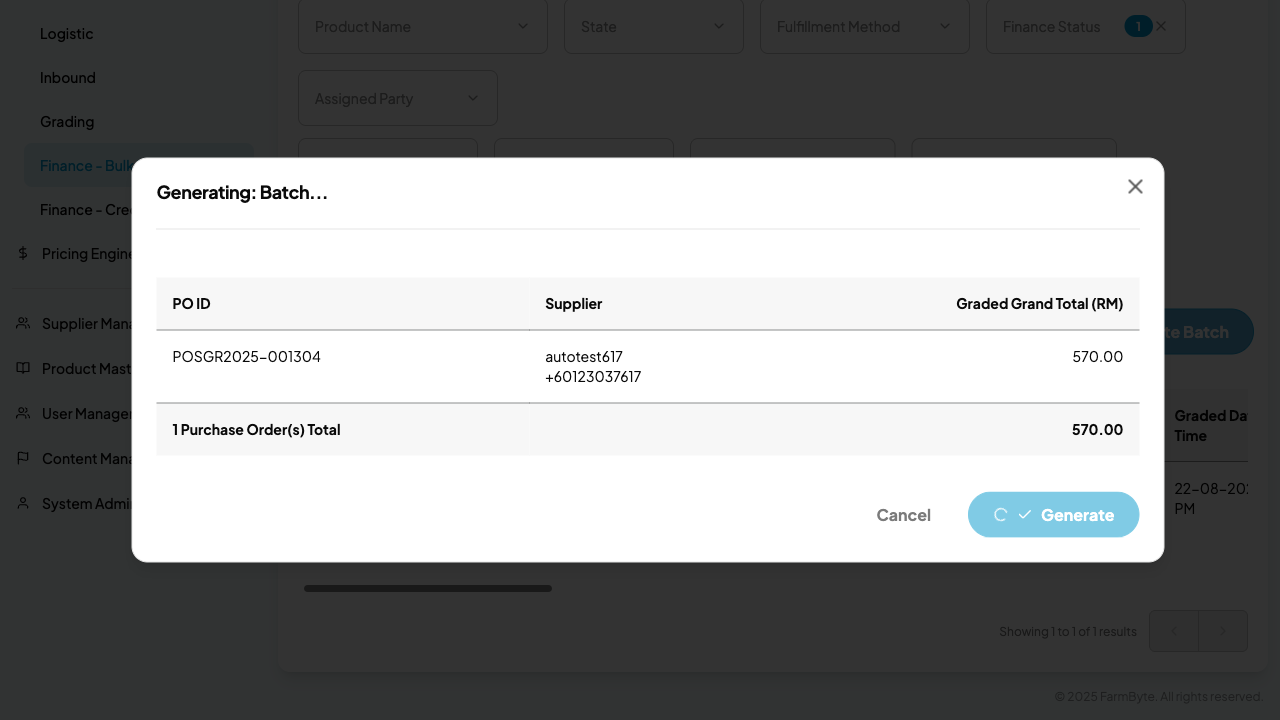 Logistic
Inbound
Grading
Finance - Bulk
Finance - Cre
$ Pricing Engine
Supplier Mana
Product Mast
User Manager
Content Mana
System Admi
Product Name
State
Fulfillment Method
Finance Status 1
Assigned Party
Generating: Batch...
PO ID Supplier Graded Grand Total (RM)
POSGR2025-001304 autotest617 570.00
+60123037617
1 Purchase Order(s) Total 570.00
Cancel Generate
te Batch
Graded Da
Time
22-08-202
PM
Showing 1 to 1 of 1 results
© 2025 FarmByte. All rights reserved.